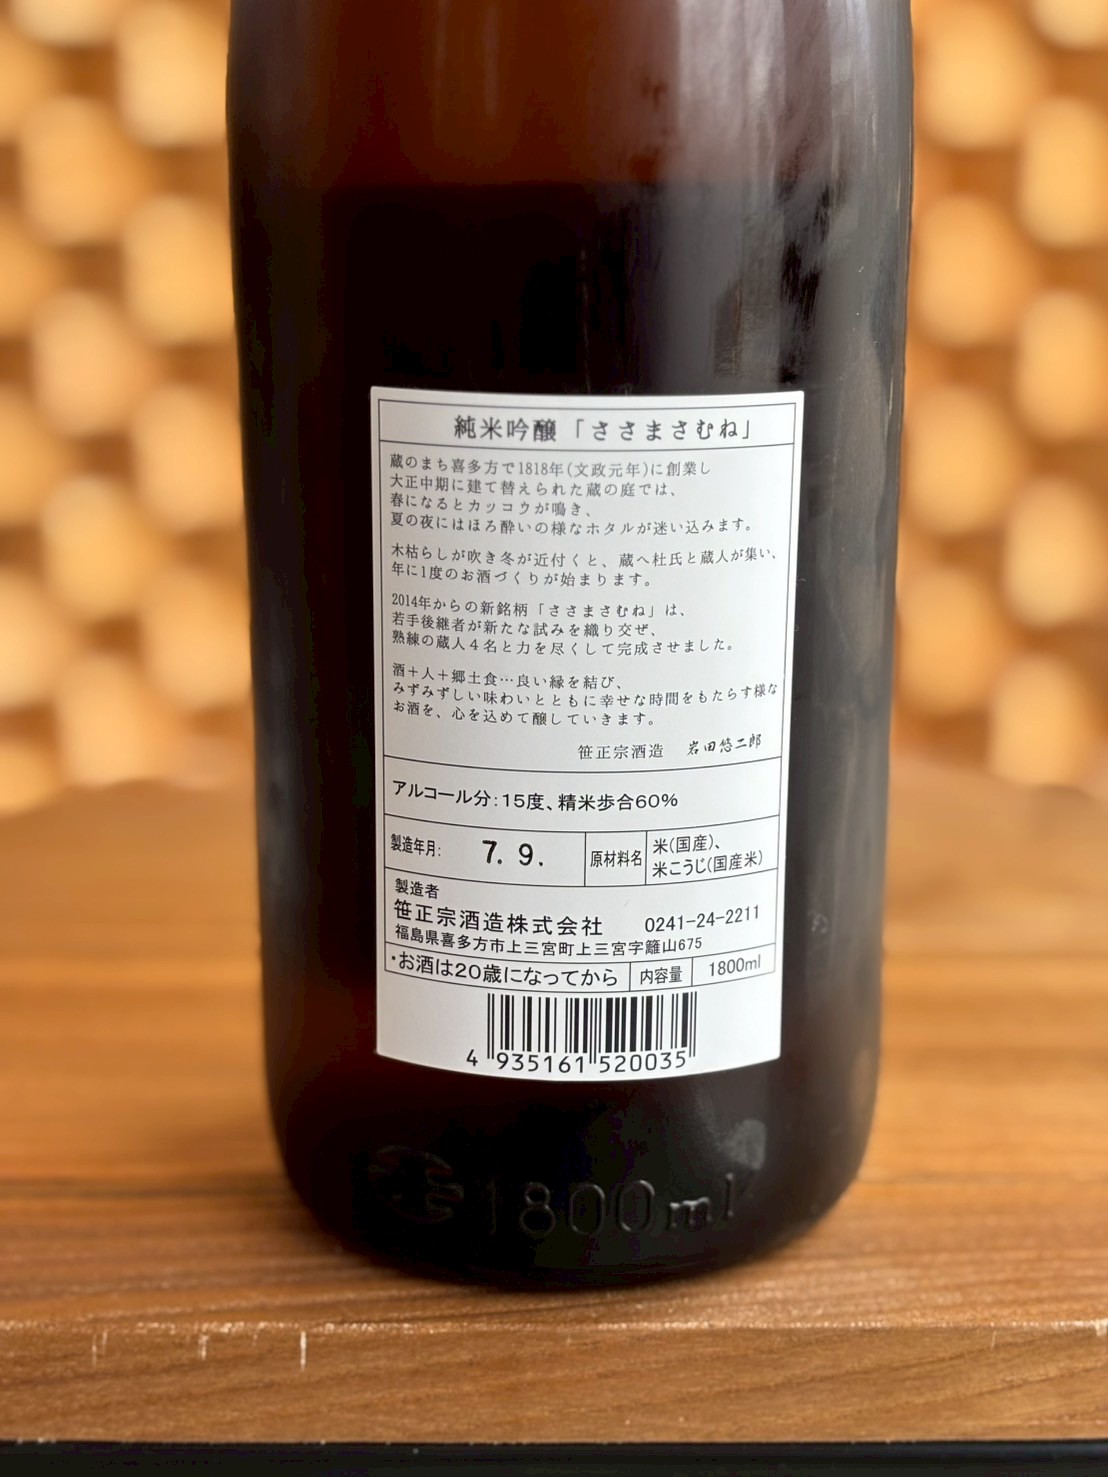 純米吟醸「ささまさむね」
蔵のまち喜多方で1818年(文政元年)に創業し
大正中期に建て替えられた蔵の庭では、
春になるとカッコウが鳴き、
夏の夜にはほろ酔いの様なホタルが迷い込みます。
木枯らしが吹き冬が近付くと、蔵へ杜氏と蔵人が集い、
年に1度のお酒づくりが始まります。
2014年からの新銘柄「ささまさむね」は、
若手後継者が新たな試みを織り交ぜ、
熟練の蔵人4名と力を尽くして完成させました。
酒+人+郷土食…良い縁を結び、
みずみずしい味わいとともに幸せな時間をもたらす様な
お酒を、心を込めて醸していきます。
笹正宗酒造 岩田悠二郎
アルコール分:15度、精米歩合60%
製造年月: 7. 9.
原材料名 米(国産)、
米こうじ(国産米)
製造者
笹正宗酒造株式会社 0241-24-2211
福島県喜多方市上三宮町上三宮字籬山675
・お酒は20歳になってから 内容量 1800ml
4 935161 520035
1800ml